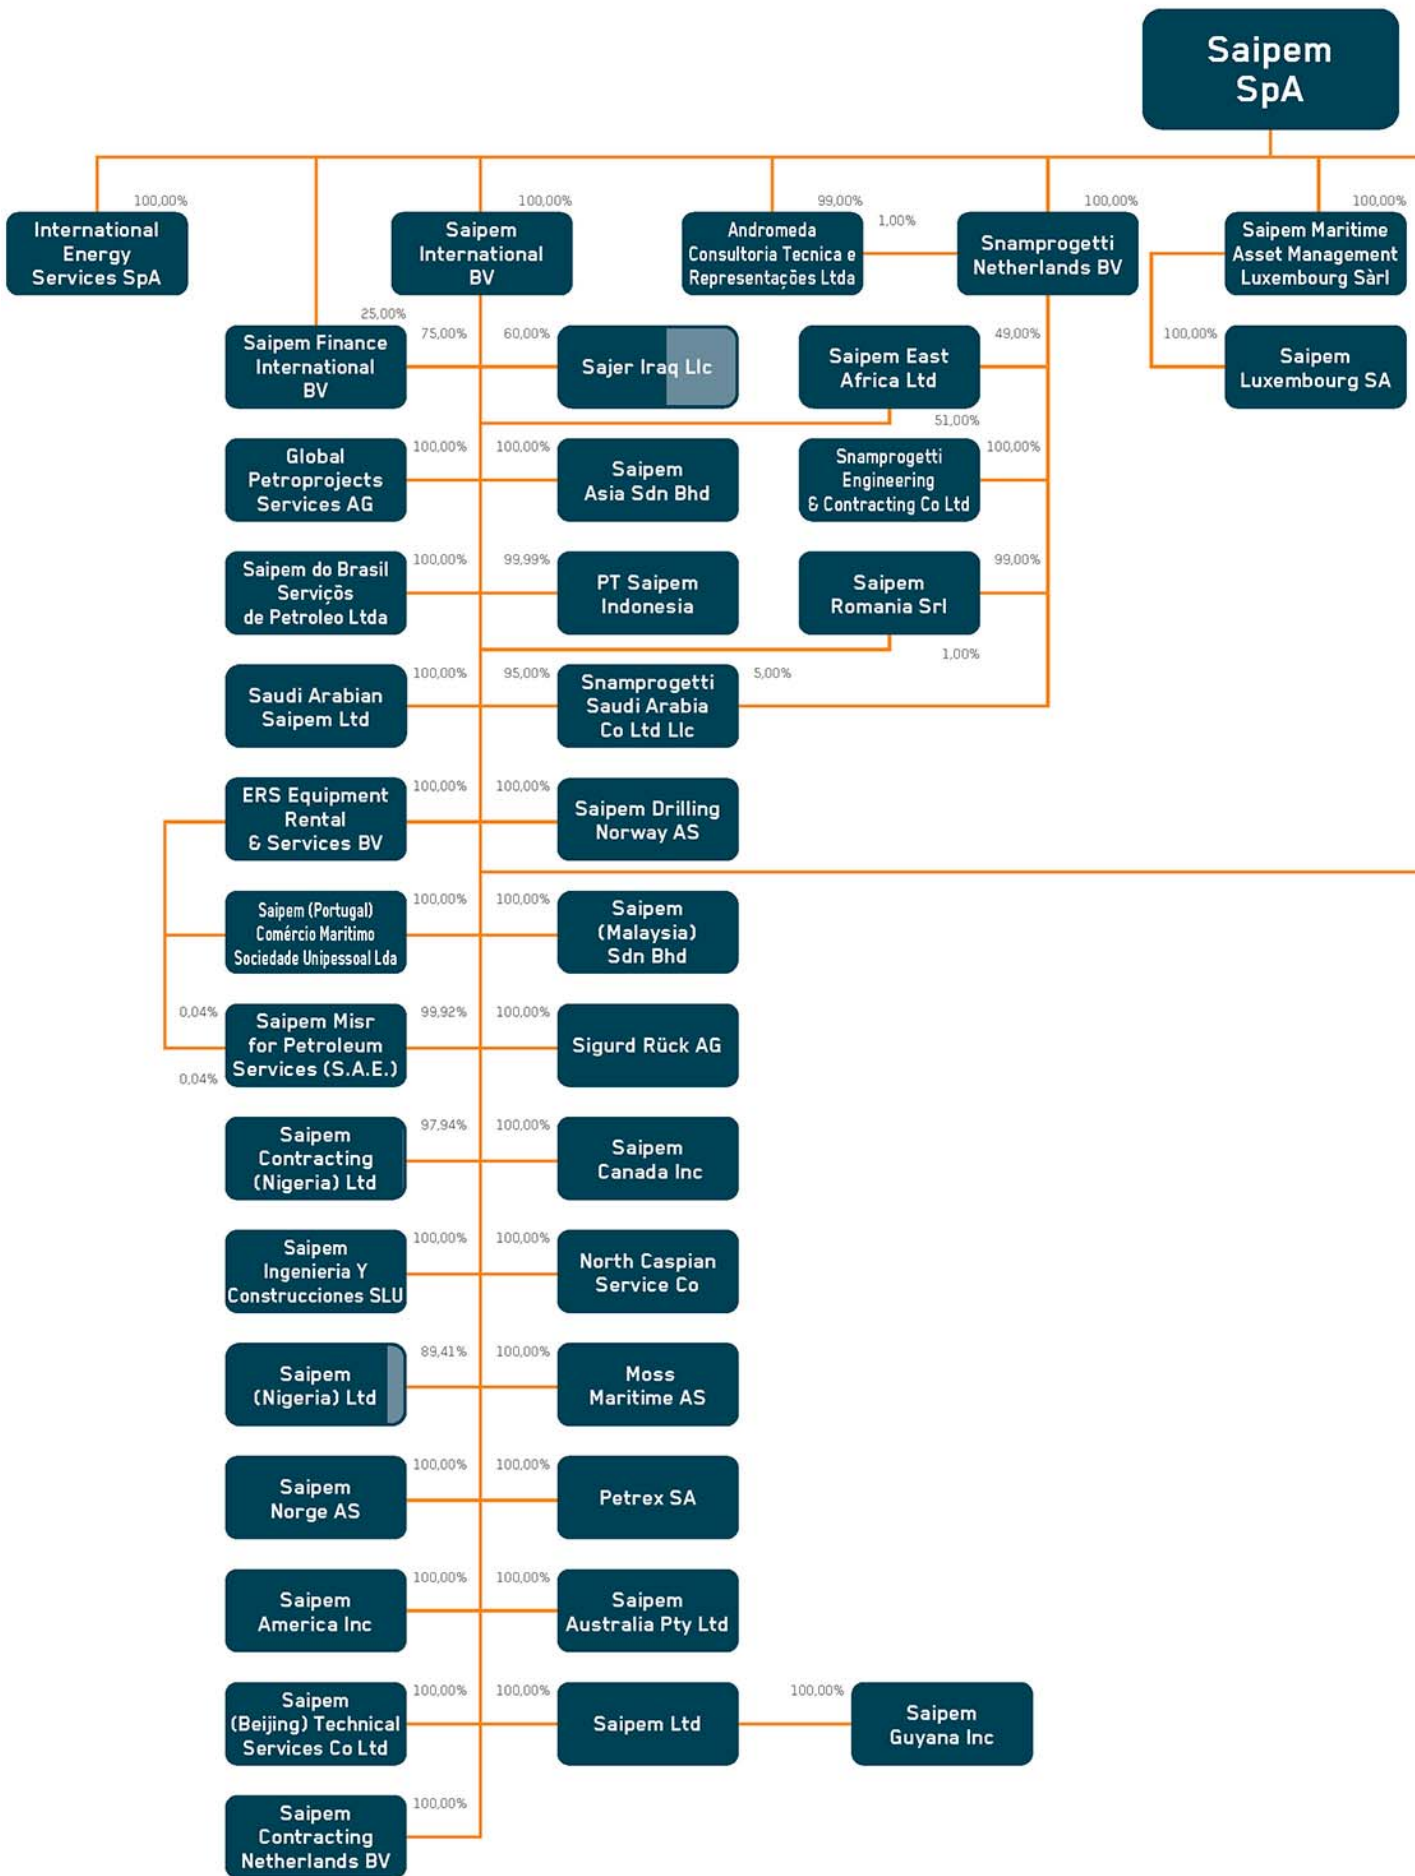 Saipem
SpA
100,00%
100,00%
99,00%
1,00%
100,00%
100,00%
International
Energy
Services SpA
Saipem
International
BV
Andromeda
Consultoria Tecnica e
Representações Ltda
Snamprogetti
Netherlands BV
Saipem Maritime
Asset Management
Luxembourg Sàrl
25,00%
Saipem Finance
International
BV
75,00%
60,00%
Sajer Iraq Llc
Saipem East
Africa Ltd
49,00%
100,00%
Saipem
Luxembourg SA
51,00%
Global
Petroprojects
Services AG
100,00%
100,00%
Saipem
Asia Sdn Bhd
Snamprogetti
Engineering
& Contracting Co Ltd
100,00%
Saipem do Brasil
Serviçõs
de Petroleo Ltda
100,00%
99,99%
PT Saipem
Indonesia
Saipem
Romania Srl
99,00%
1,00%
Saudi Arabian
Saipem Ltd
100,00%
95,00%
Snamprogetti
Saudi Arabia
Co Ltd Llc
5,00%
ERS Equipment
Rental
& Services BV
100,00%
100,00%
Saipem Drilling
Norway AS
Saipem (Portugal)
Comércio Maritimo
Sociedade Unipessoal Lda
100,00%
100,00%
Saipem
(Malaysia)
Sdn Bhd
0,04%
Saipem Misr
for Petroleum
Services (S.A.E.)
0,04%
99,92%
100,00%
Sigurd Rück AG
Saipem
Contracting
(Nigeria) Ltd
97,94%
100,00%
Saipem
Canada Inc
Saipem
Ingenieria Y
Construcciones SLU
100,00%
100,00%
North Caspian
Service Co
Saipem
(Nigeria) Ltd
89,41%
100,00%
Moss
Maritime AS
Saipem
Norge AS
100,00%
100,00%
Petrex SA
Saipem
America Inc
100,00%
100,00%
Saipem
Australia Pty Ltd
Saipem
(Beijing) Technical
Services Co Ltd
100,00%
100,00%
Saipem Ltd
100,00%
Saipem
Guyana Inc
Saipem
Contracting
Netherlands BV
100,00%